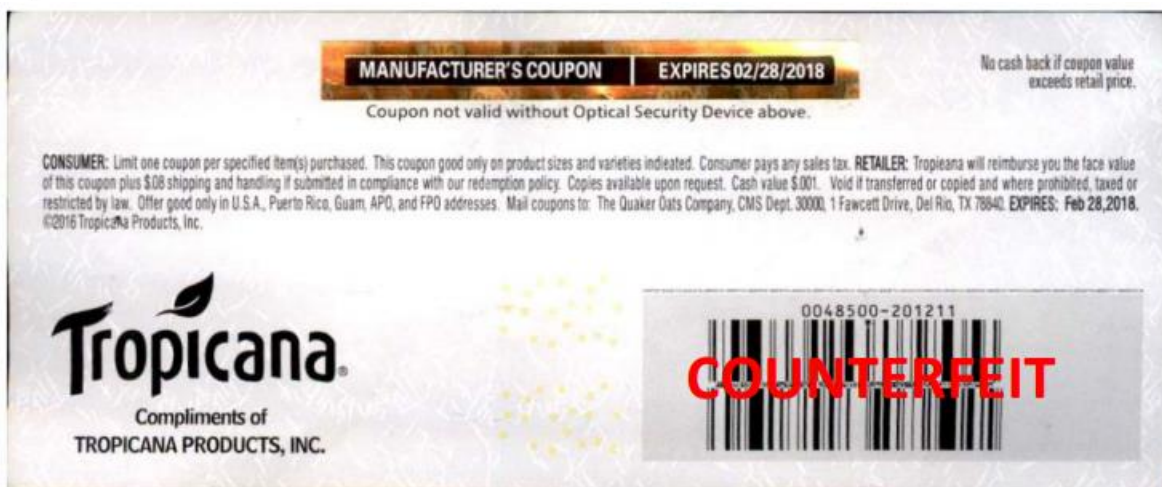 MANUFACTURER'S COUPON EXPIRES 02/28/2018
No cash back if coupon value
exceeds retail price.
Coupon not valid without Optical Security Device above.
CONSUMER: Limit one coupon per specified item(s) purchased. This coupon good only on product sizes and varieties indieated. Consumer pays any sales tax. RETAILER: Tropieana will reimburse you the face value
of this coupon plus $.08 shipping and handling if submitted in compliance with our redemption policy. Copies available upon request. Cash value $.001. Void if transferred or copied and where prohibited, taxed or
restricted by law. Offer good only in U.S.A., Puerto Rico, Guam, APO, and FPO addresses. Mail coupons to: The Quaker Oats Company, CMS Dept. 30000, 1 Fawcett Drive, Del Rio, TX 78840. EXPIRES: Feb 28,2018.
©2016 Tropicana Products, Inc.
0048500-201211
COUNTERFEIT
Tropicana®
Compliments of
TROPICANA PRODUCTS, INC.